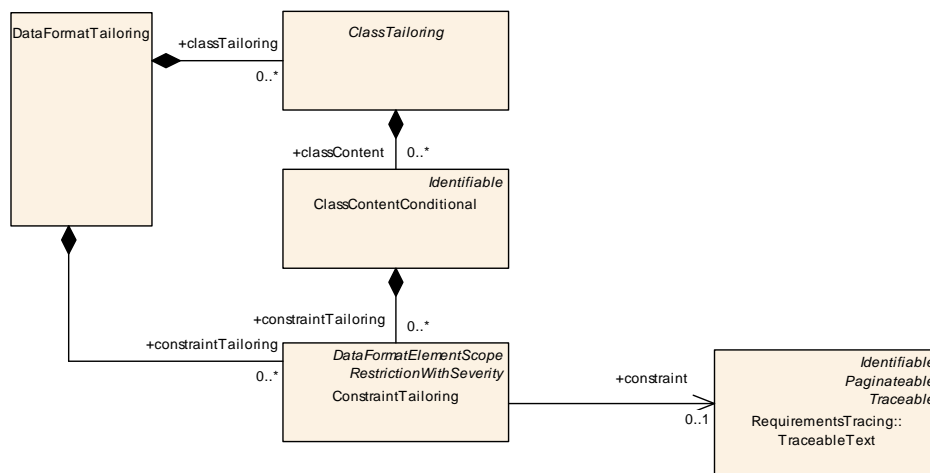 DataFormatTailoring
+classTailoring
0..*
ClassTailoring
+classContent
0..*
Identifiable
ClassContentConditional
+constraintTailoring
0..*
+constraintTailoring
0..*
DataFormatElementScope
RestrictionWithSeverity
ConstraintTailoring
+constraint
0..1
Identifiable
Paginateable
Traceable
RequirementsTracing::
TraceableText